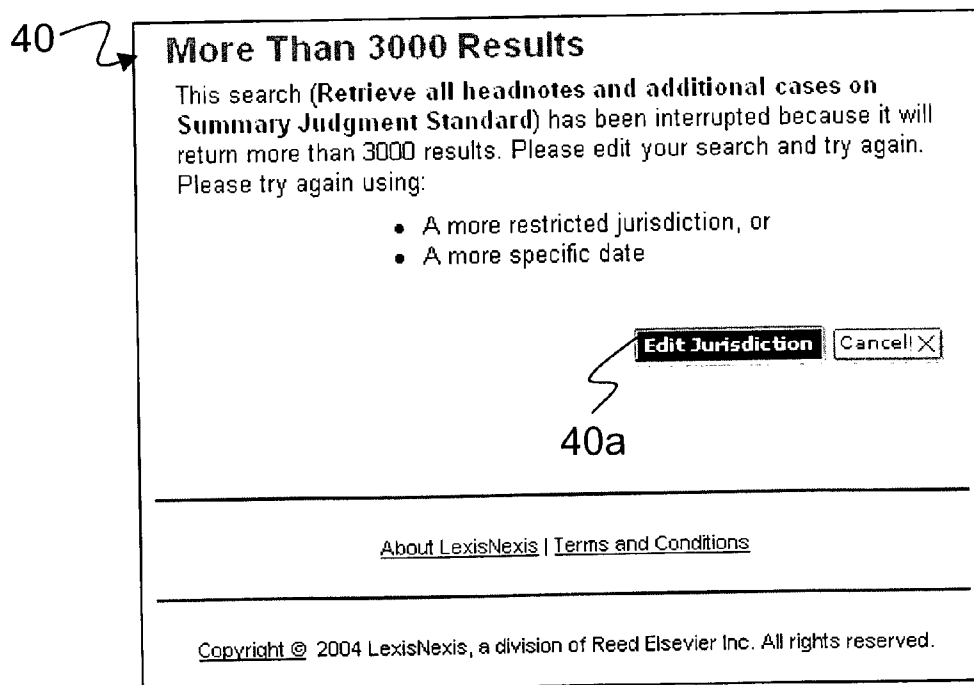 40
More Than 3000 Results
This search (Retrieve all headnotes and additional cases on
Summary Judgment Standard) has been interrupted because it will
return more than 3000 results. Please edit your search and try again.
Please try again using:
• A more restricted jurisdiction, or
• A more specific date
Edit Jurisdiction Cancel X
40a
About LexisNexis | Terms and Conditions
Copyright © 2004 LexisNexis, a division of Reed Elsevier Inc. All rights reserved.